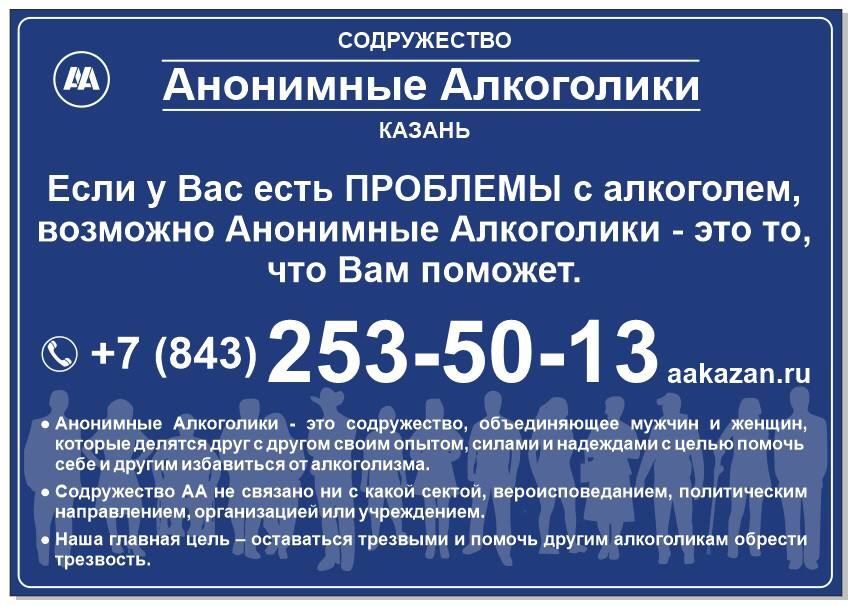 СОДРУЖЕСТВО
АА
Анонимные Алкоголики
КАЗАНЬ
Если у Вас есть ПРОБЛЕМЫ с алкоголем,
возможно Анонимные Алкоголики - это то,
что Вам поможет.
+7 (843) 253-50-13 aakazan.ru
● Анонимные Алкоголики - это содружество, объединяющее мужчин и женщин,
которые делятся друг с другом своим опытом, силами и надеждами с целью помочь
себе и другим избавиться от алкоголизма.
● Содружество АА не связано ни с какой сектой, вероисповеданием, политическим
направлением, организацией или учреждением.
● Наша главная цель – оставаться трезвыми и помочь другим алкоголикам обрести
трезвость.